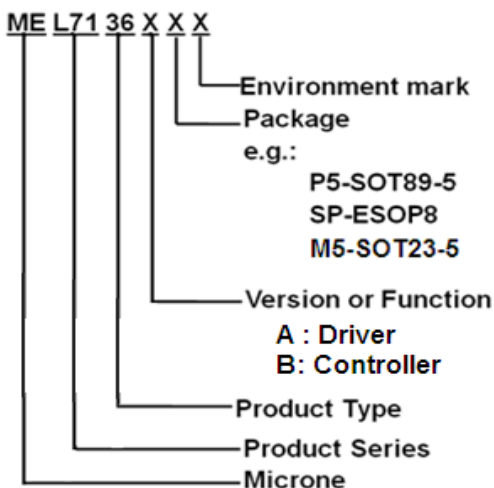 ME L71 36 X X X
Environment mark
Package
e.g.:
P5-SOT89-5
SP-ESOP8
M5-SOT23-5
Version or Function
A : Driver
B: Controller
Product Type
Product Series
Microne